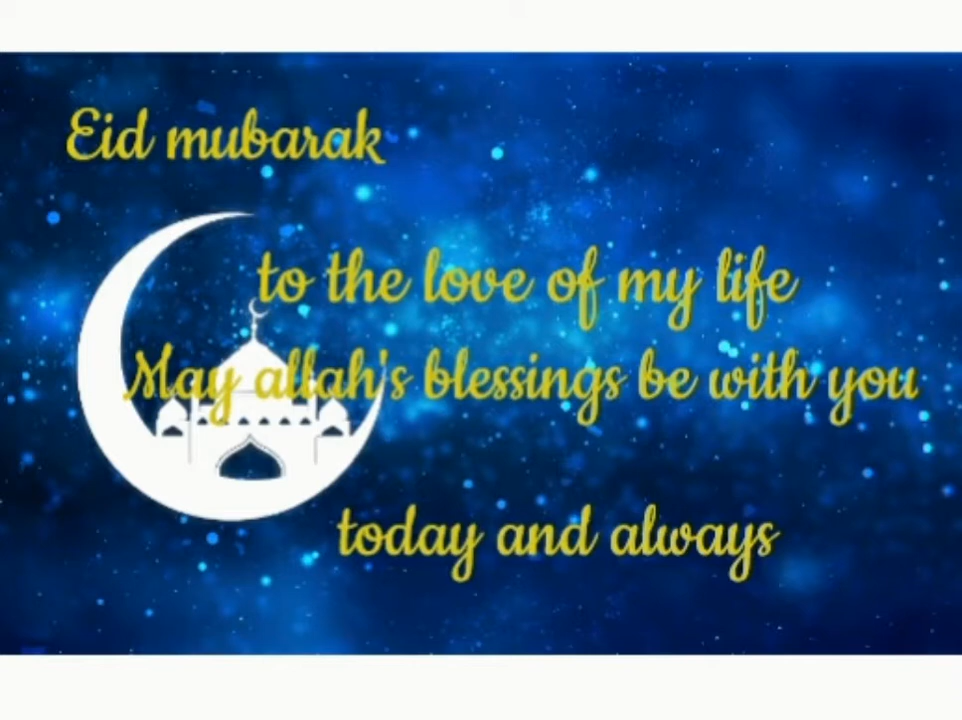 Eid mubarak
to the love of my life
May allah's blessings be with you
today and always